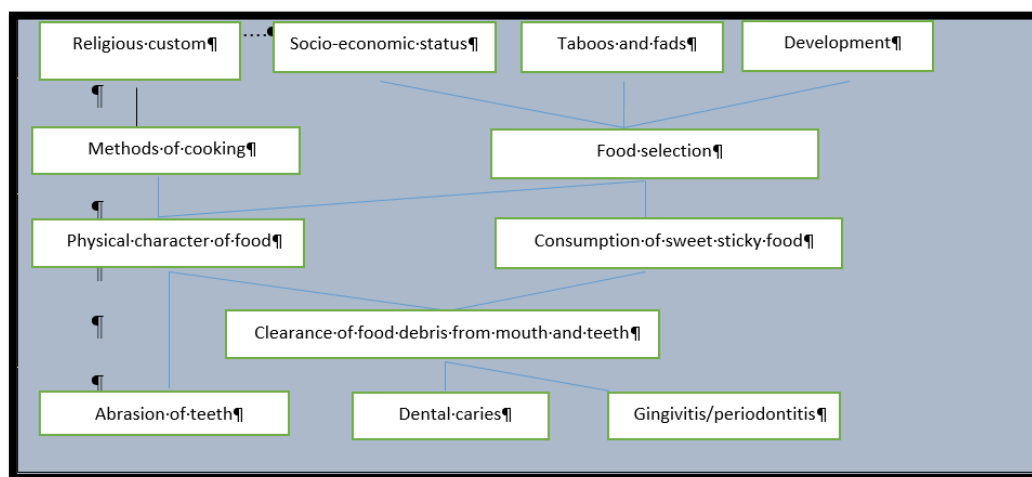 Religious·custom¶ ....¶ Socio-economic·status¶ Taboos·and·fads¶ Development¶
¶
Methods·of·cooking¶ Food·selection¶
¶
Physical·character·of·food¶ Consumption·of·sweet·sticky·food¶
¶
¶
Clearance·of·food·debris·from·mouth·and·teeth¶
¶
Abrasion·of·teeth¶ Dental·caries¶ Gingivitis/periodontitis¶